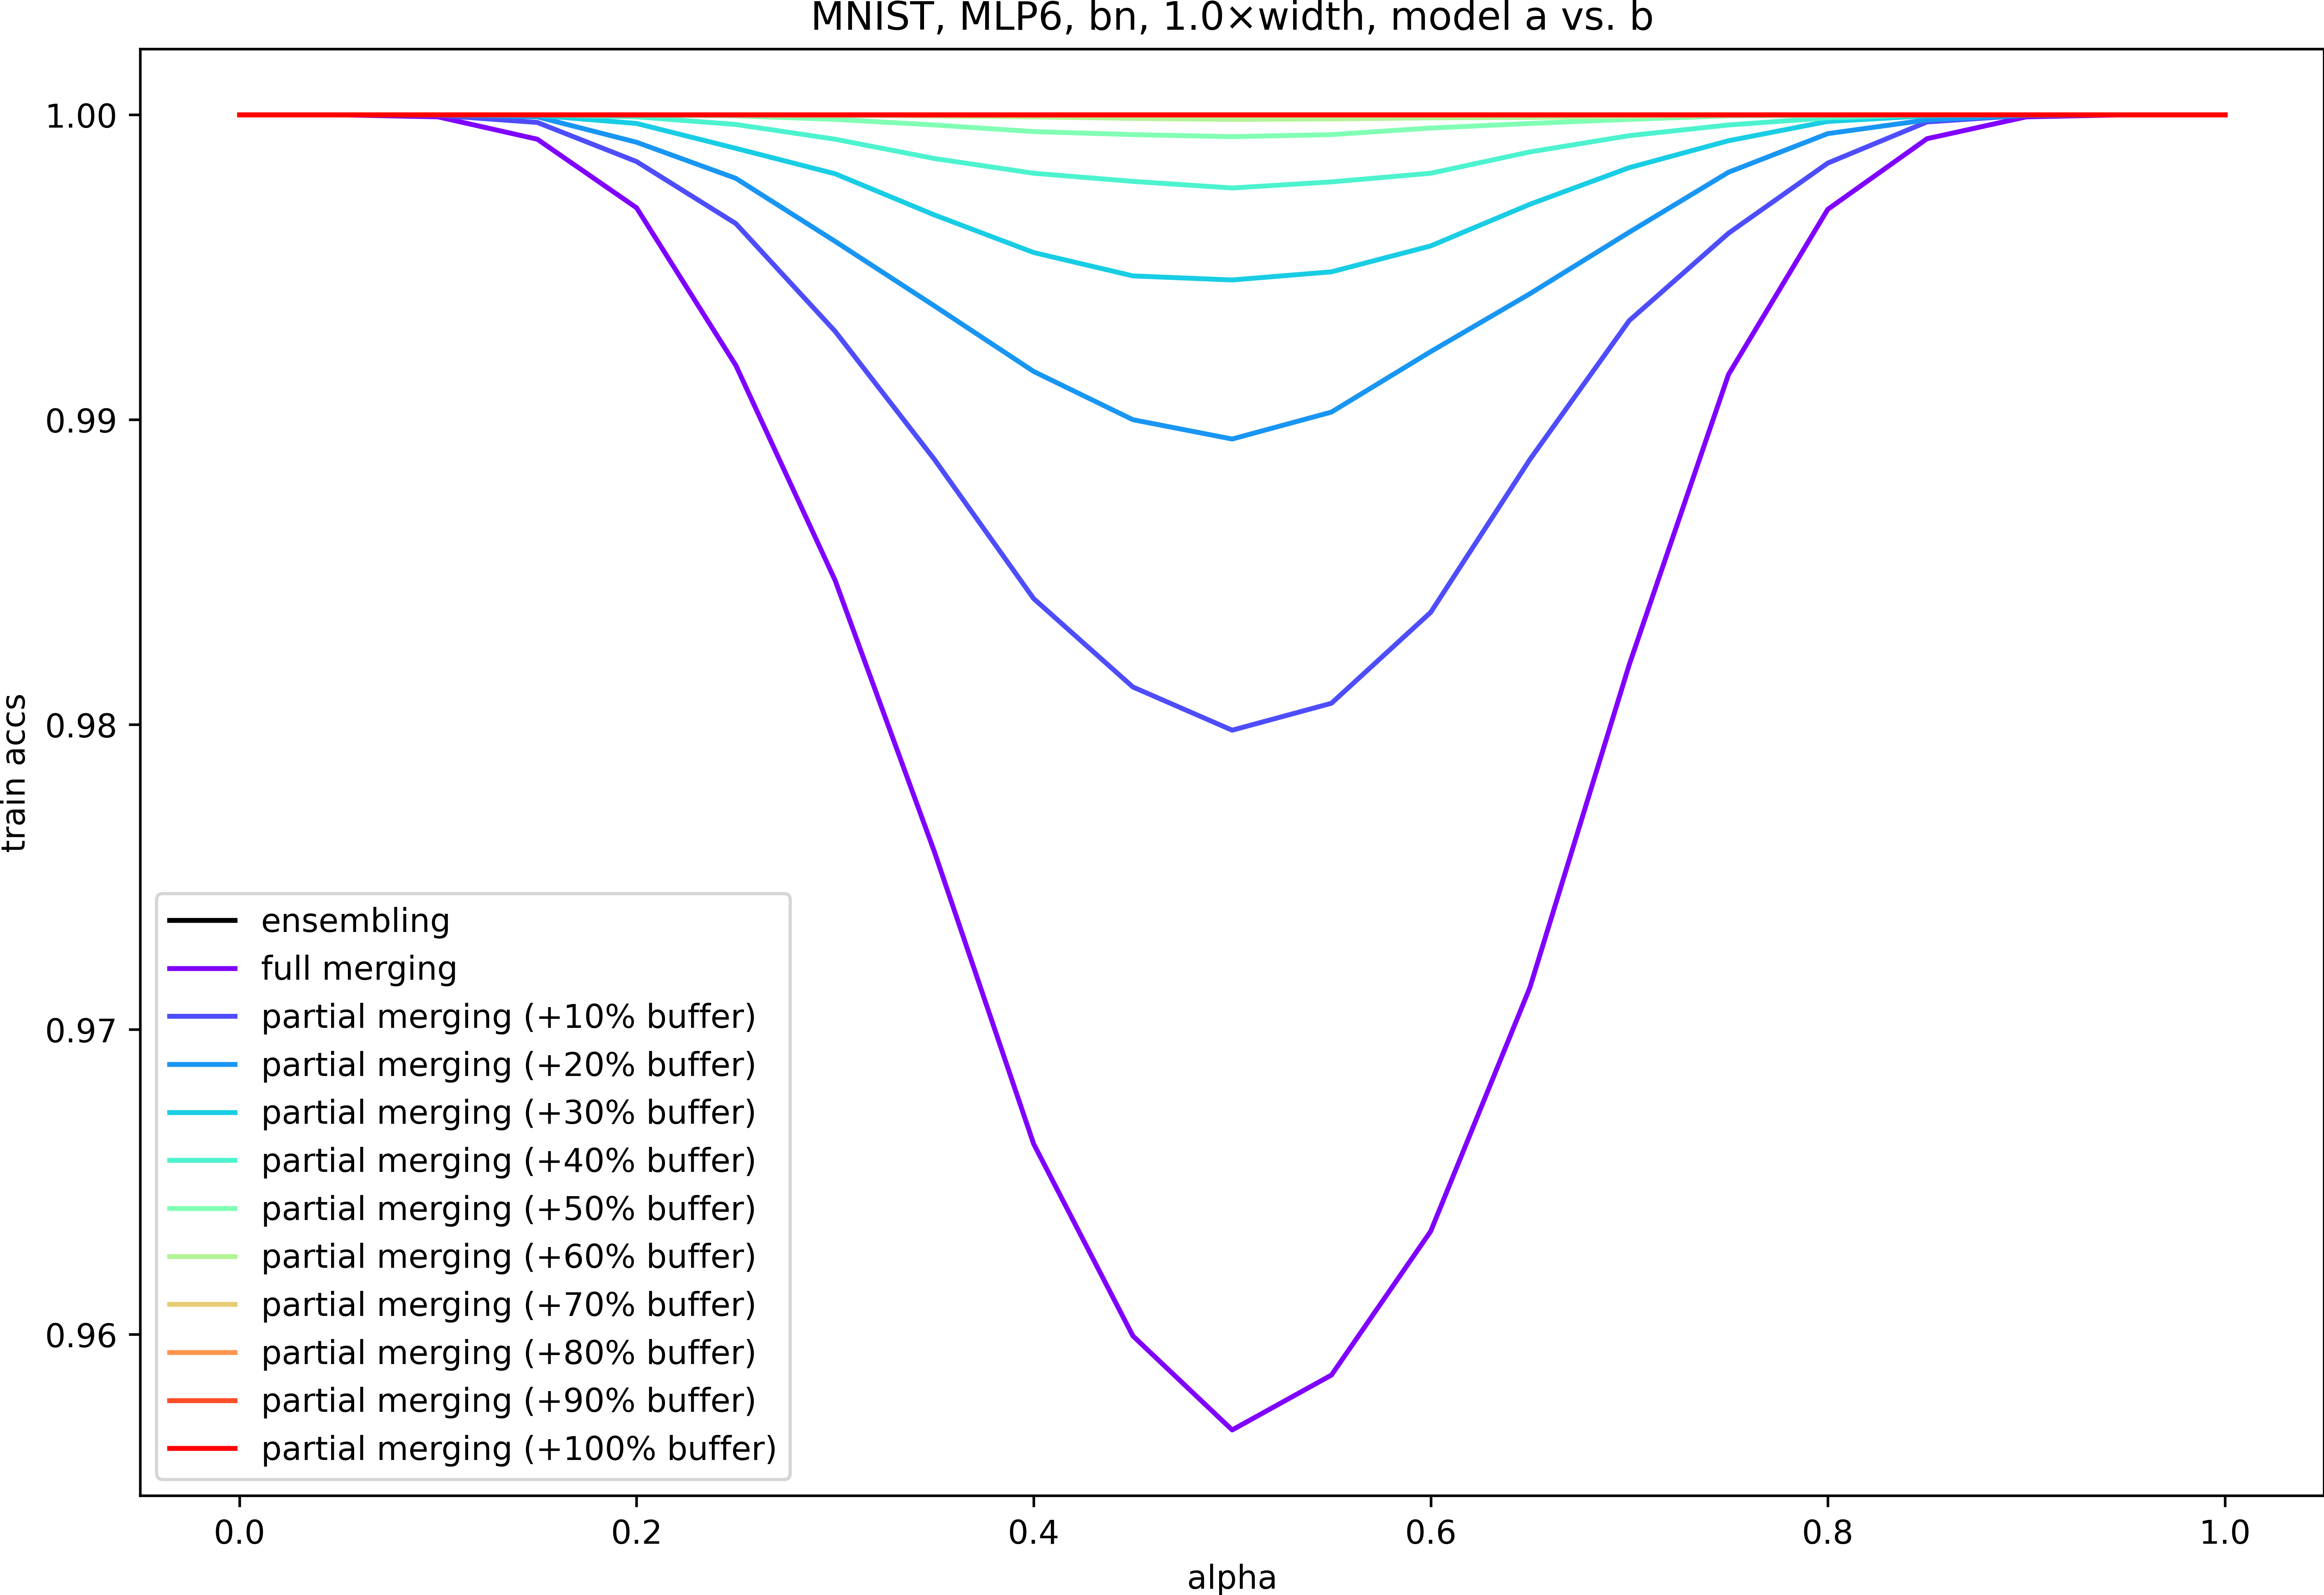 MNIST, MLP6, bn, 1.0×width, model a vs. b
train accs
1.00
0.99
0.98
0.97
0.96
ensembling
full merging
partial merging (+10% buffer)
partial merging (+20% buffer)
partial merging (+30% buffer)
partial merging (+40% buffer)
partial merging (+50% buffer)
partial merging (+60% buffer)
partial merging (+70% buffer)
partial merging (+80% buffer)
partial merging (+90% buffer)
partial merging (+100% buffer)
0.0 0.2 0.4 0.6 0.8 1.0
alpha